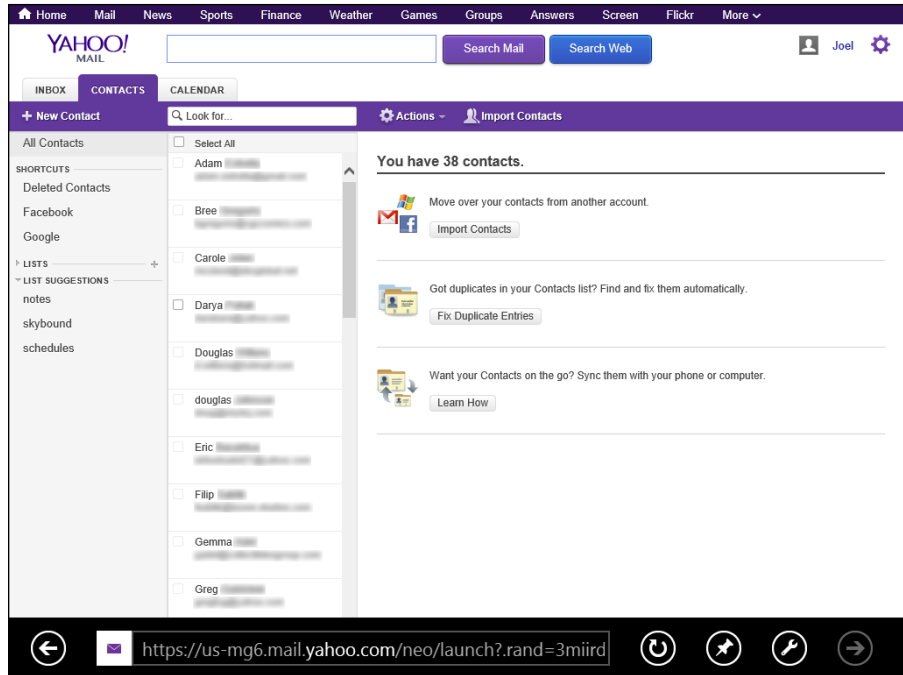 Home Mail News Sports Finance Weather Games Groups Answers Screen Flickr More
YAHOO!
MAIL
Search Mail Search Web Joel
INBOX CONTACTS CALENDAR
+ New Contact Look for... Actions Import Contacts
All Contacts
SHORTCUTS
Deleted Contacts
Facebook
Google
LISTS +
LIST SUGGESTIONS
notes
skybound
schedules
Select All
Adam
Bree
Carole
Darya
Douglas
douglas
Eric
Filip
Gemma
Greg
You have 38 contacts.
Move over your contacts from another account.
Import Contacts
Got duplicates in your Contacts list? Find and fix them automatically.
Fix Duplicate Entries
Want your Contacts on the go? Sync them with your phone or computer.
Learn How
https://us-mg6.mail.yahoo.com/neo/launch?.rand=3miird